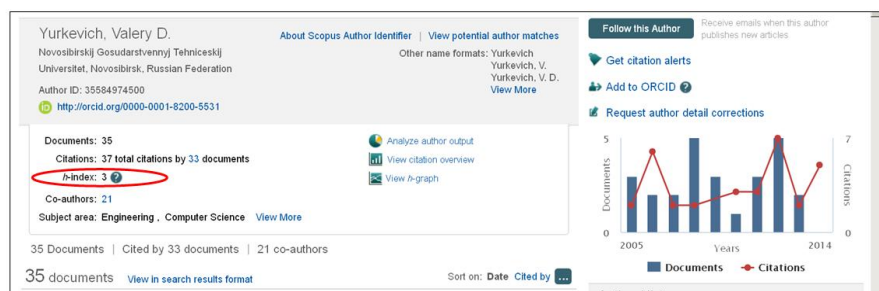 Yurkevich, Valery D.
About Scopus Author Identifier | View potential author matches
Novosibirskij Gosudarstvennyj Tehniceskij
Universitet, Novosibirsk, Russian Federation
Other name formats: Yurkevich
Yurkevich, V.
Yurkevich, V. D.
View More
Author ID: 35584974500
iD http://orcid.org/0000-0001-8200-5531
Documents: 35
Citations: 37 total citations by 33 documents
h-index: 3 ?
Co-authors: 21
Subject area: Engineering , Computer Science View More
Analyze author output
View citation overview
View h-graph
35 Documents | Cited by 33 documents | 21 co-authors
35 documents View in search results format
Sort on: Date Cited by ...
Follow this Author
Receive emails when this author
publishes new articles
Get citation alerts
Add to ORCID ?
Request author detail corrections
5
7
Documents
Citations
0
0
2005 Years 2014
Documents Citations